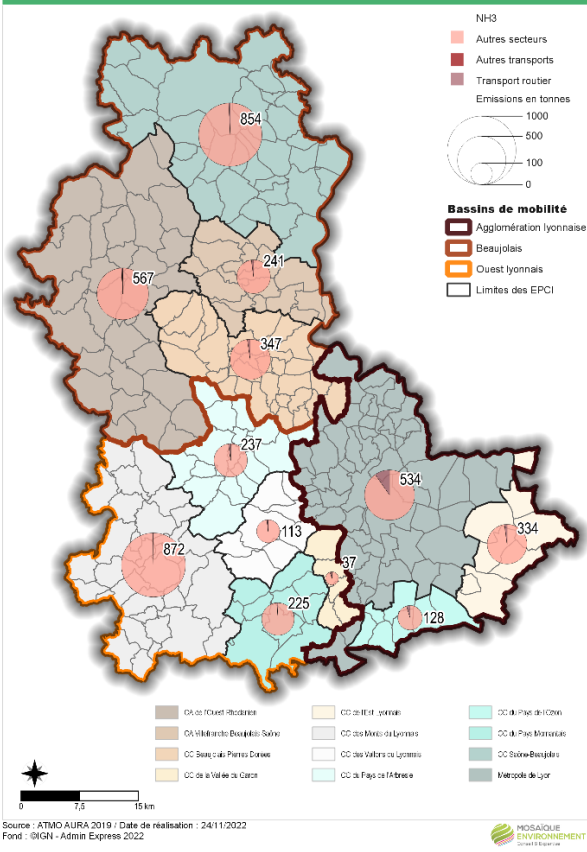 NH3
Autres secteurs
Autres transports
Transport routier
Emissions en tonnes
1000
500
100
0
Bassins de mobilité
Agglomération lyonnaise
Beaujolais
Ouest lyonnais
Limites des EPCI
854
567
241
347
237
534
334
872
113
37
225
128
CA de l'Ouest Rhodanien
CA Villefranche Beaujolais Saône
CC Beaujolais Pierres Dorées
CC de la Vallée du Garon
CC de l'Est Lyonnais
CC des Monts du Lyonnais
CC des Vallons du Lyonnais
CC du Pays de l'Arbresle
CC du Pays de l'Ozon
CC du Pays Mornantais
CC Saône-Beaujolais
Métropole de Lyon
0 7,5 15 km
Source : ATMO AURA 2019 / Date de réalisation : 24/11/2022
Fond : ©IGN - Admin Express 2022
MOSAÏQUE
ENVIRONNEMENT
Conseil & Expertise